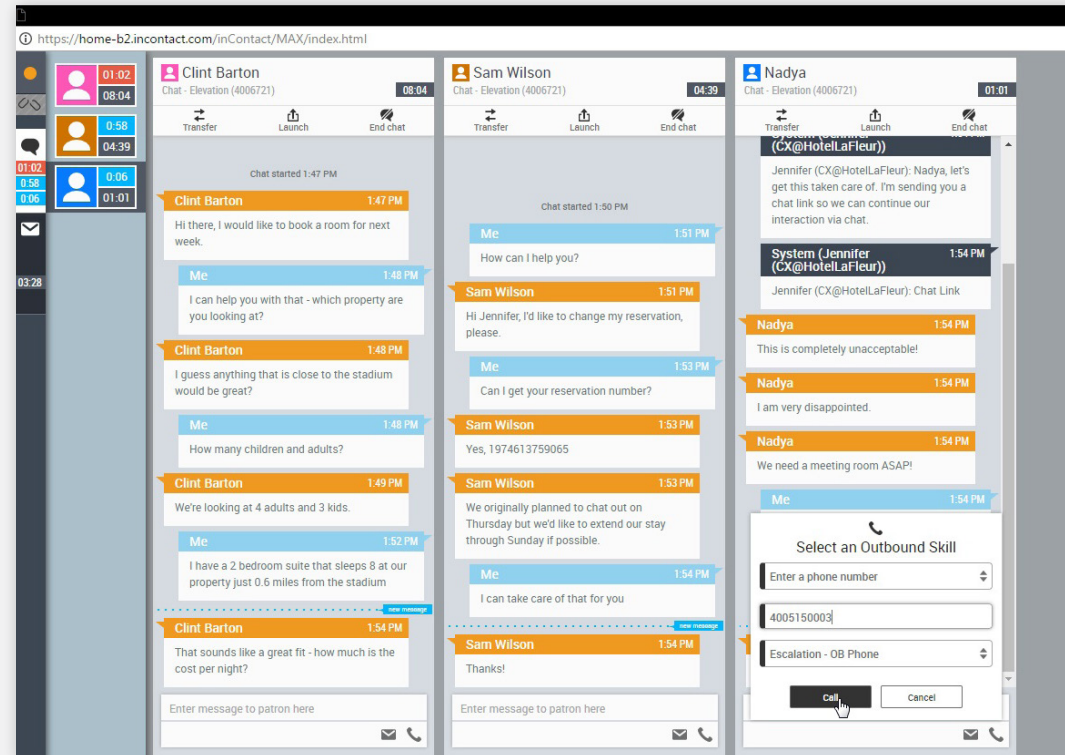 https://home-b2.incontact.com/inContact/MAX/index.html
01:02
08:04
0:58
04:39
0:06
01:01
01:02
0:58
0:06
03:28
Clint Barton
Chat - Elevation (4006721)
08:04
Transfer
Launch
End chat
Chat started 1:47 PM
Clint Barton 1:47 PM
Hi there, I would like to book a room for next
week.
Me 1:48 PM
I can help you with that - which property are
you looking at?
Clint Barton 1:48 PM
I guess anything that is close to the stadium
would be great?
Me 1:48 PM
How many children and adults?
Clint Barton 1:49 PM
We're looking at 4 adults and 3 kids.
Me 1:52 PM
I have a 2 bedroom suite that sleeps 8 at our
property just 0.6 miles from the stadium
new message
Clint Barton 1:54 PM
That sounds like a great fit - how much is the
cost per night?
Enter message to patron here
Sam Wilson
Chat - Elevation (4006721)
04:39
Transfer
Launch
End chat
Chat started 1:50 PM
Me 1:51 PM
How can I help you?
Sam Wilson 1:51 PM
Hi Jennifer, I'd like to change my reservation,
please.
Me 1:53 PM
Can I get your reservation number?
Sam Wilson 1:53 PM
Yes, 1974613759065
Sam Wilson 1:53 PM
We originally planned to chat out on
Thursday but we'd like to extend our stay
through Sunday if possible.
Me 1:54 PM
I can take care of that for you
new message
Sam Wilson 1:54 PM
Thanks!
Enter message to patron here
Nadya
Chat - Elevation (4006721)
01:01
Transfer
Launch
End chat
(CX@HotelLaFleur))
Jennifer (CX@HotelLaFleur): Nadya, let's
get this taken care of. I'm sending you a
chat link so we can continue our
interaction via chat.
System (Jennifer 1:54 PM
(CX@HotelLaFleur))
Jennifer (CX@HotelLaFleur): Chat Link
Nadya 1:54 PM
This is completely unacceptable!
Nadya 1:54 PM
I am very disappointed.
Nadya 1:54 PM
We need a meeting room ASAP!
Me 1:54 PM
Select an Outbound Skill
Enter a phone number
4005150003
Escalation - OB Phone
Call
Cancel